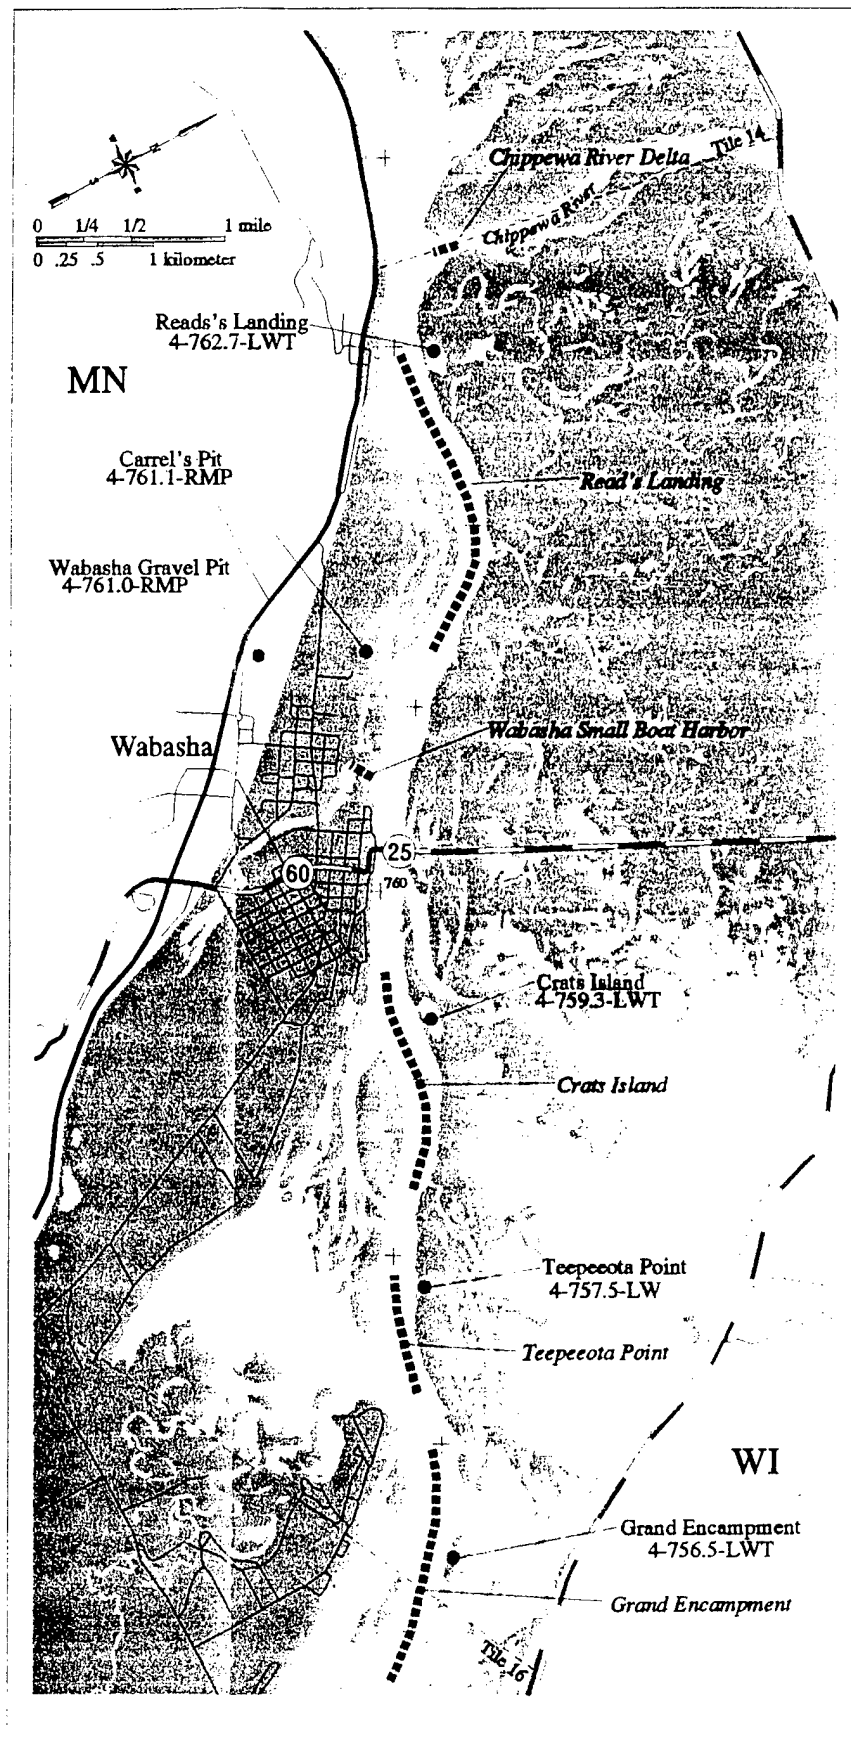 Tile 14
Chippewa River Delta
Chippewa River
0 1/4 1/2 1 mile
0 .25 .5 1 kilometer
Reads's Landing
4-762.7-LWT
MN
Carrel's Pit
4-761.1-RMP
Read's Landing
Wabasha Gravel Pit
4-761.0-RMP
Wabasha Small Boat Harbor
Wabasha
25
60
760
Crats Island
4-759.3-LWT
Crats Island
Teepeeota Point
4-757.5-LW
Teepeeota Point
WI
Grand Encampment
4-756.5-LWT
Grand Encampment
Tile 16